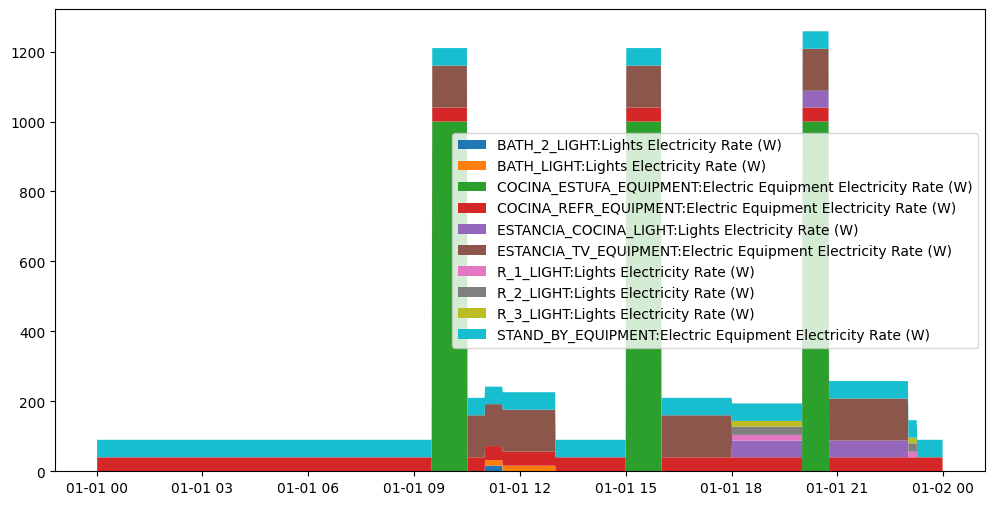 1200
1000
800
600
400
200
0
BATH_2_LIGHT:Lights Electricity Rate (W)
BATH_LIGHT:Lights Electricity Rate (W)
COCINA_ESTUFA_EQUIPMENT:Electric Equipment Electricity Rate (W)
COCINA_REFR_EQUIPMENT:Electric Equipment Electricity Rate (W)
ESTANCIA_COCINA_LIGHT:Lights Electricity Rate (W)
ESTANCIA_TV_EQUIPMENT:Electric Equipment Electricity Rate (W)
R_1_LIGHT:Lights Electricity Rate (W)
R_2_LIGHT:Lights Electricity Rate (W)
R_3_LIGHT:Lights Electricity Rate (W)
STAND_BY_EQUIPMENT:Electric Equipment Electricity Rate (W)
01-01 00 01-01 03 01-01 06 01-01 09 01-01 12 01-01 15 01-01 18 01-01 21 01-02 00